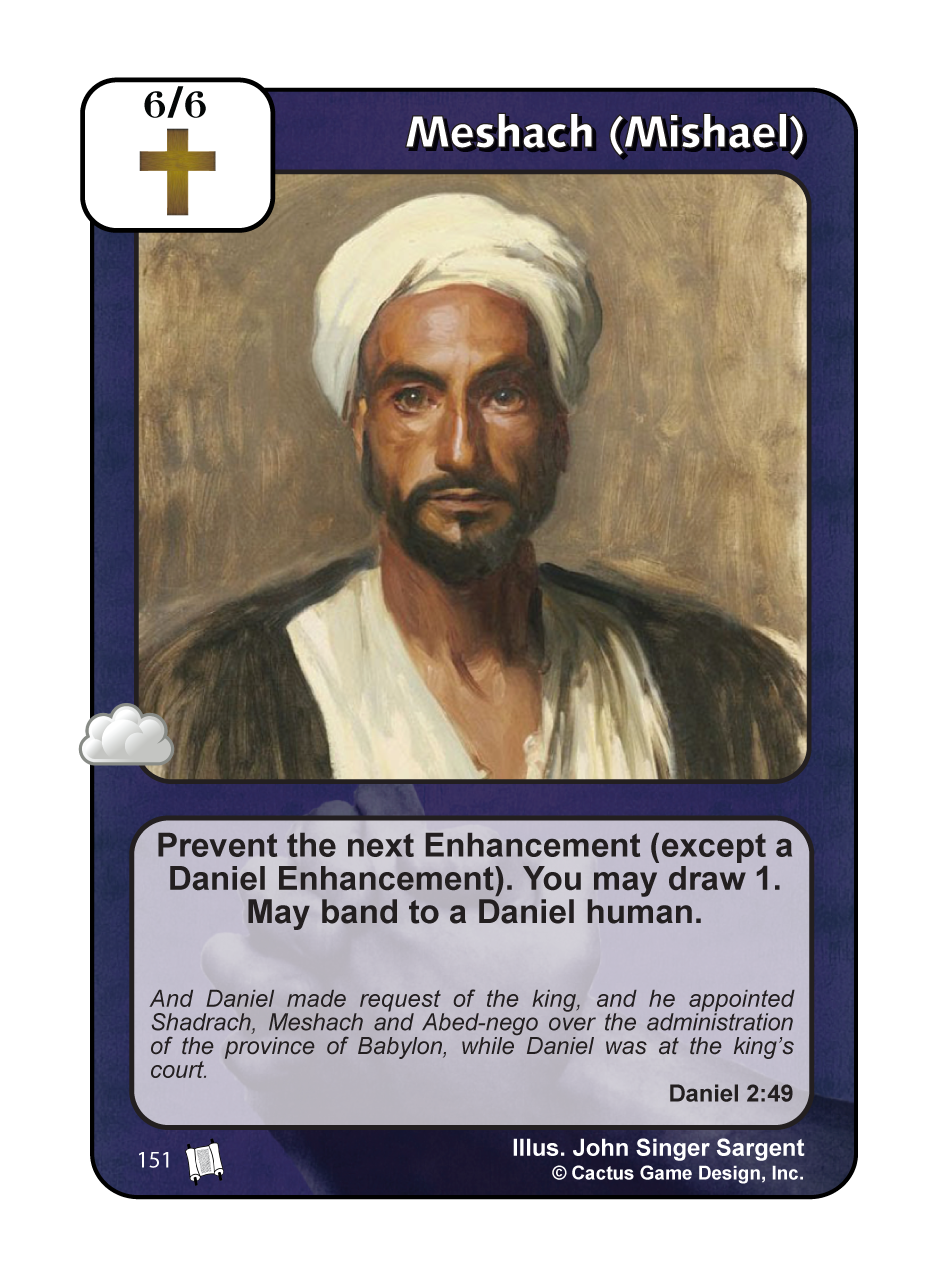 6/6
Meshach (Mishael)
Prevent the next Enhancement (except a
Daniel Enhancement). You may draw 1.
May band to a Daniel human.
And Daniel made request of the king, and he appointed
Shadrach, Meshach and Abed-nego over the administration
of the province of Babylon, while Daniel was at the king's
court.
Daniel 2:49
151
Illus. John Singer Sargent
© Cactus Game Design, Inc.